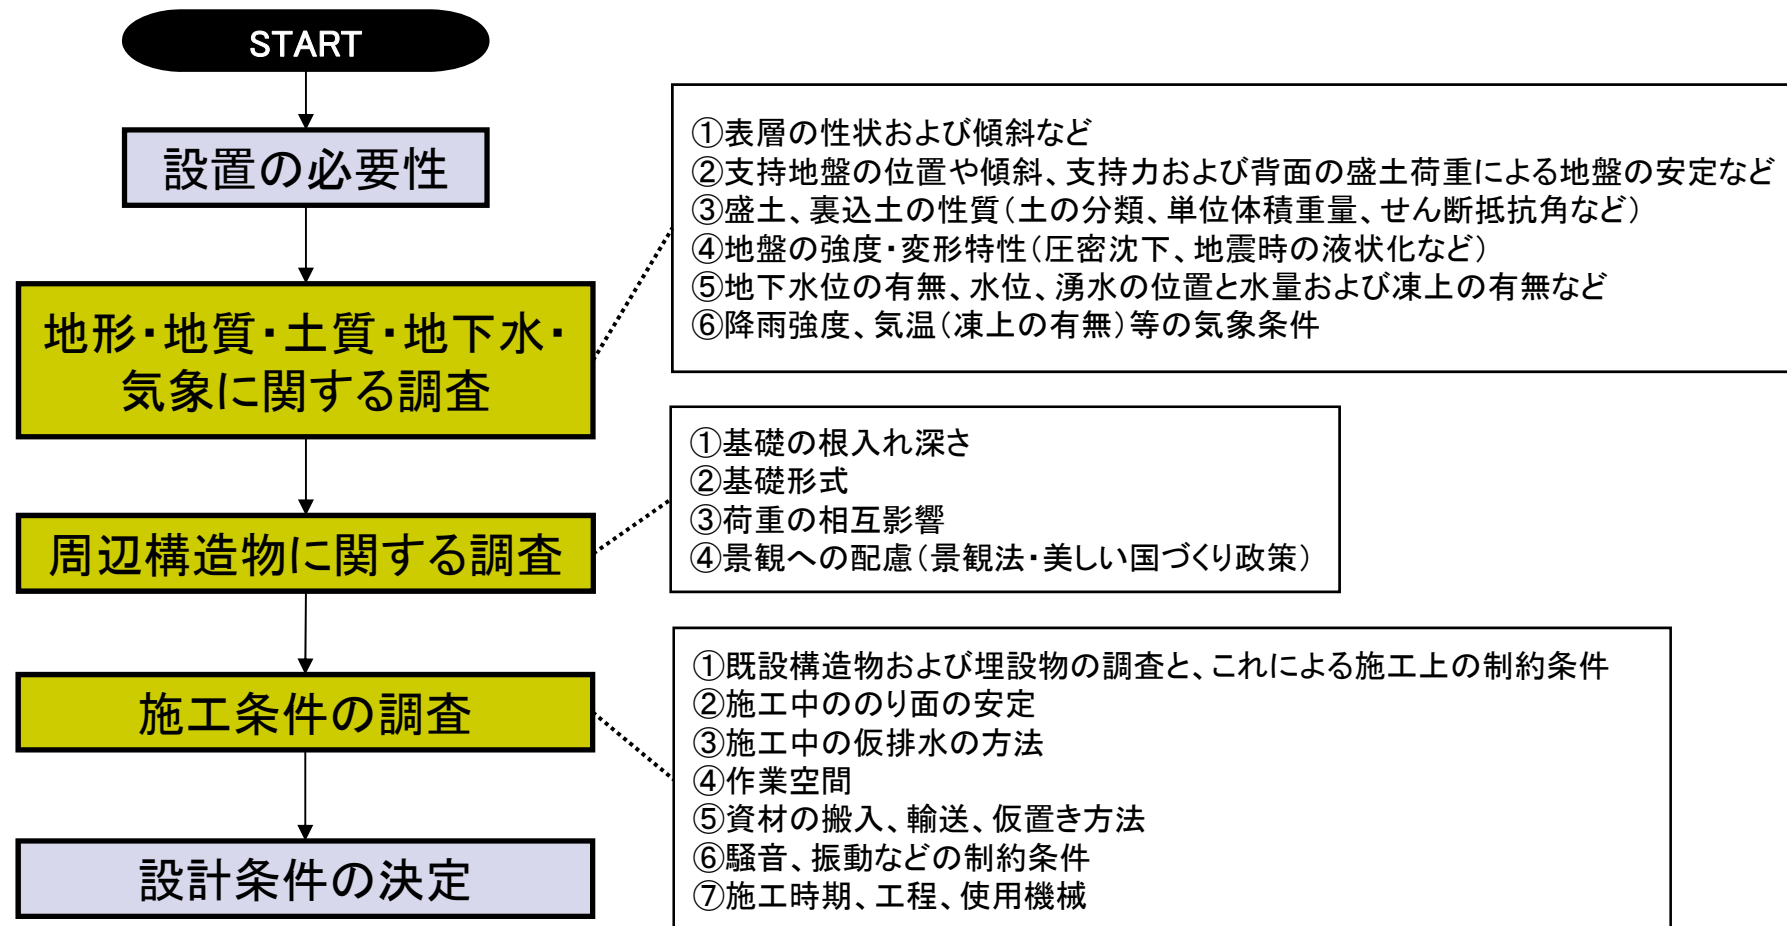 START
設置の必要性
地形・地質・土質・地下水・
気象に関する調査
①表層の性状および傾斜など
②支持地盤の位置や傾斜、支持力および背面の盛土荷重による地盤の安定など
③盛土、裏込土の性質(土の分類、単位体積重量、せん断抵抗角など)
④地盤の強度・変形特性(圧密沈下、地震時の液状化など)
⑤地下水位の有無、水位、湧水の位置と水量および凍上の有無など
⑥降雨強度、気温(凍上の有無)等の気象条件
周辺構造物に関する調査
①基礎の根入れ深さ
②基礎形式
③荷重の相互影響
④景観への配慮(景観法・美しい国づくり政策)
施工条件の調査
①既設構造物および埋設物の調査と、これによる施工上の制約条件
②施工中ののり面の安定
③施工中の仮排水の方法
④作業空間
⑤資材の搬入、輸送、仮置き方法
⑥騒音、振動などの制約条件
⑦施工時期、工程、使用機械
設計条件の決定